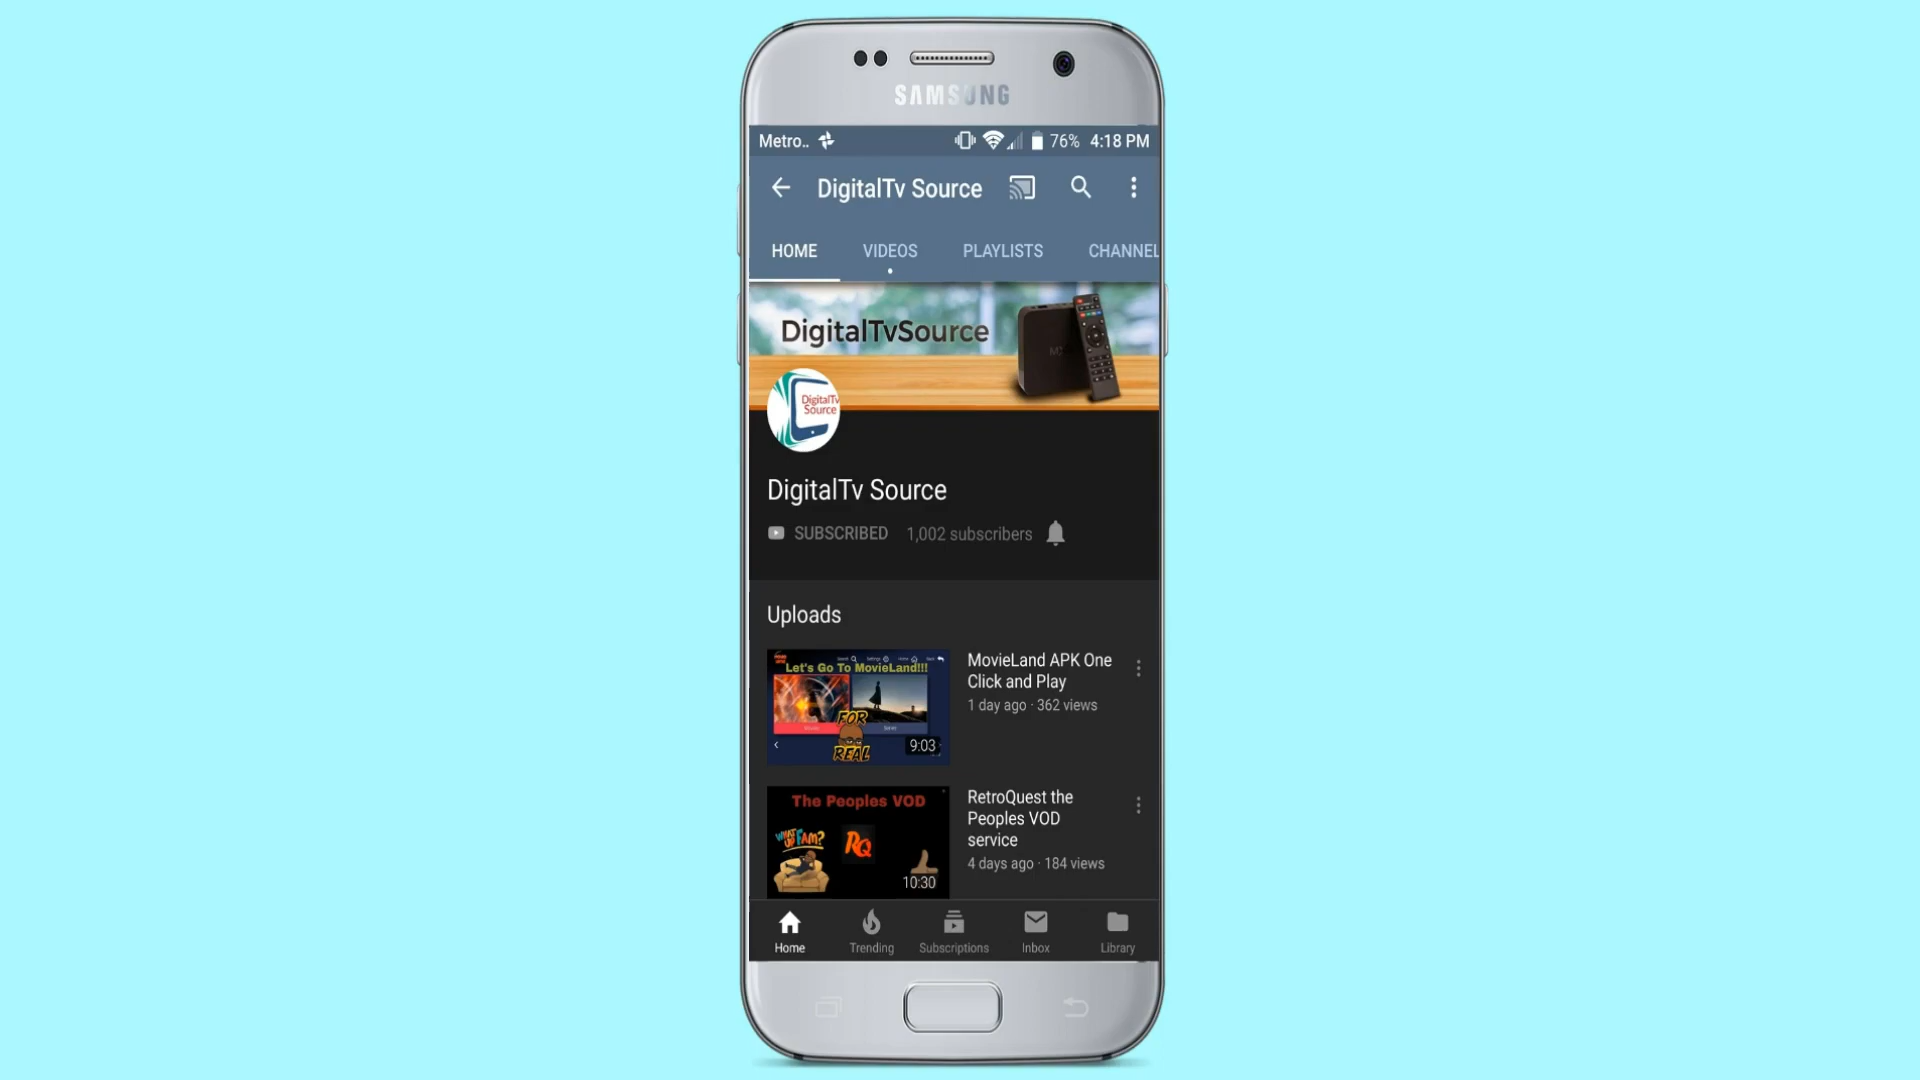 SAMSUNG
Metro.. 76% 4:18 PM
DigitalTv Source
HOME VIDEOS PLAYLISTS CHANNEL
DigitalTvSource
DigitalTv
Source
DigitalTv Source
SUBSCRIBED 1,002 subscribers
Uploads
Let's Go To MovieLand!!!
FOR
REAL
9:03
MovieLand APK One
Click and Play
1 day ago · 362 views
The Peoples VOD
WHAT
UP FAM?
RQ
10:30
RetroQuest the
Peoples VOD
service
4 days ago · 184 views
Home Trending Subscriptions Inbox Library